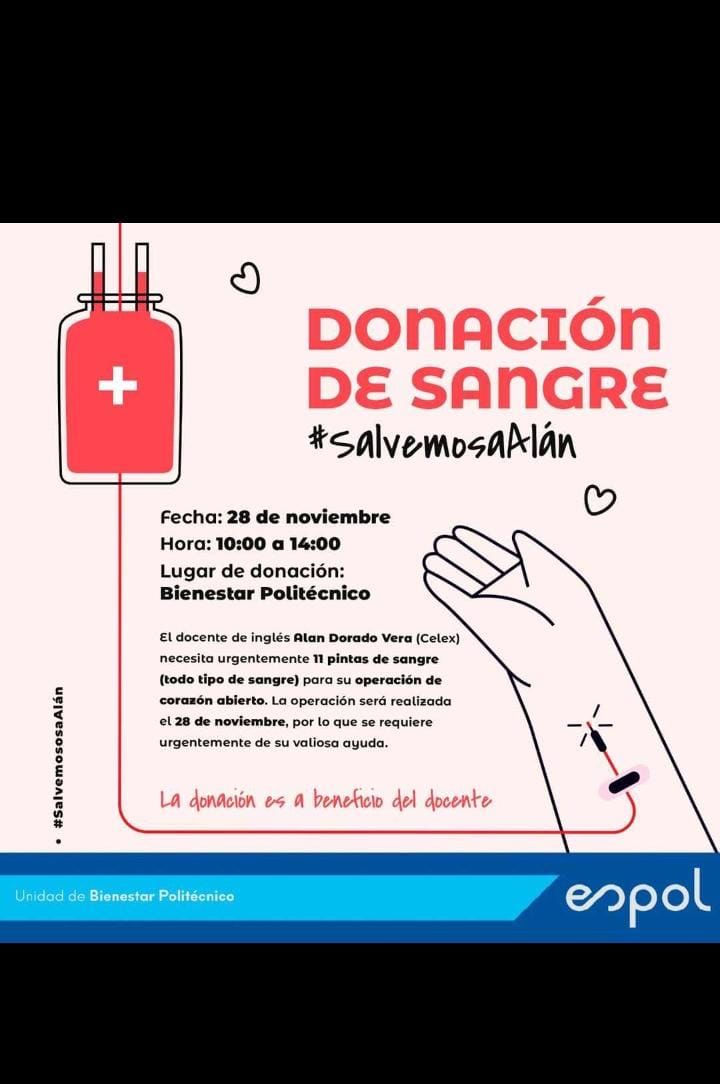 DONACIÓN
DE SANGRE
#SalvemosaAlán
Fecha: 28 de noviembre
Hora: 10:00 a 14:00
Lugar de donación:
Bienestar Politécnico
El docente de inglés Alan Dorado Vera (Celex)
necesita urgentemente 11 pintas de sangre
(todo tipo de sangre) para su operación de
corazón abierto. La operación será realizada
el 28 de noviembre, por lo que se requiere
urgentemente de su valiosa ayuda.
La donación es a beneficio del docente
• #SalvemososaAlán
Unidad de Bienestar Politécnico
espol